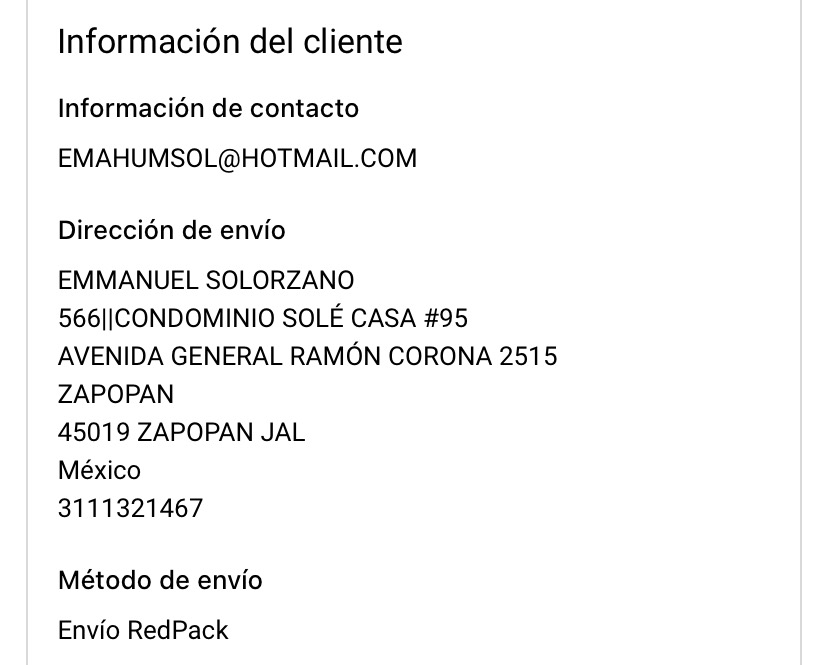 Información del cliente
Información de contacto
EMAHUMSOL@HOTMAIL.COM
Dirección de envío
EMMANUEL SOLORZANO
566||CONDOMINIO SOLÉ CASA #95
AVENIDA GENERAL RAMÓN CORONA 2515
ZAPOPAN
45019 ZAPOPAN JAL
México
3111321467
Método de envío
Envío RedPack